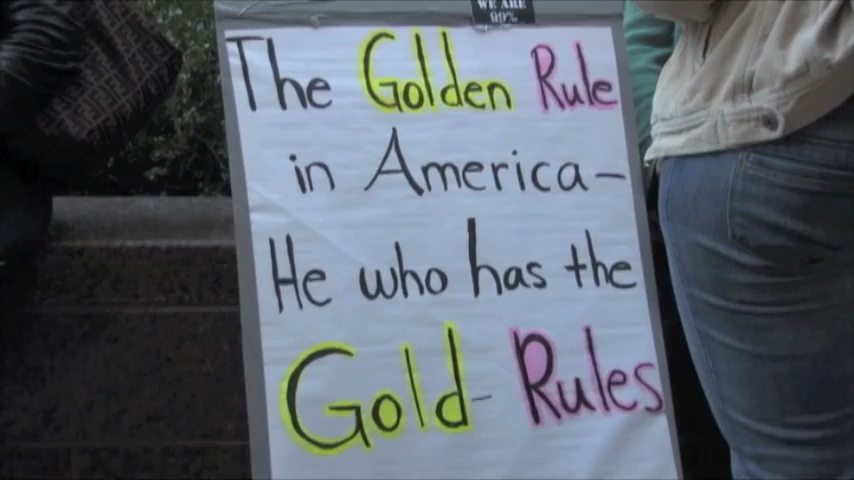 WE ARE
99%
The Golden Rule
in America-
He who has the
Gold- Rules